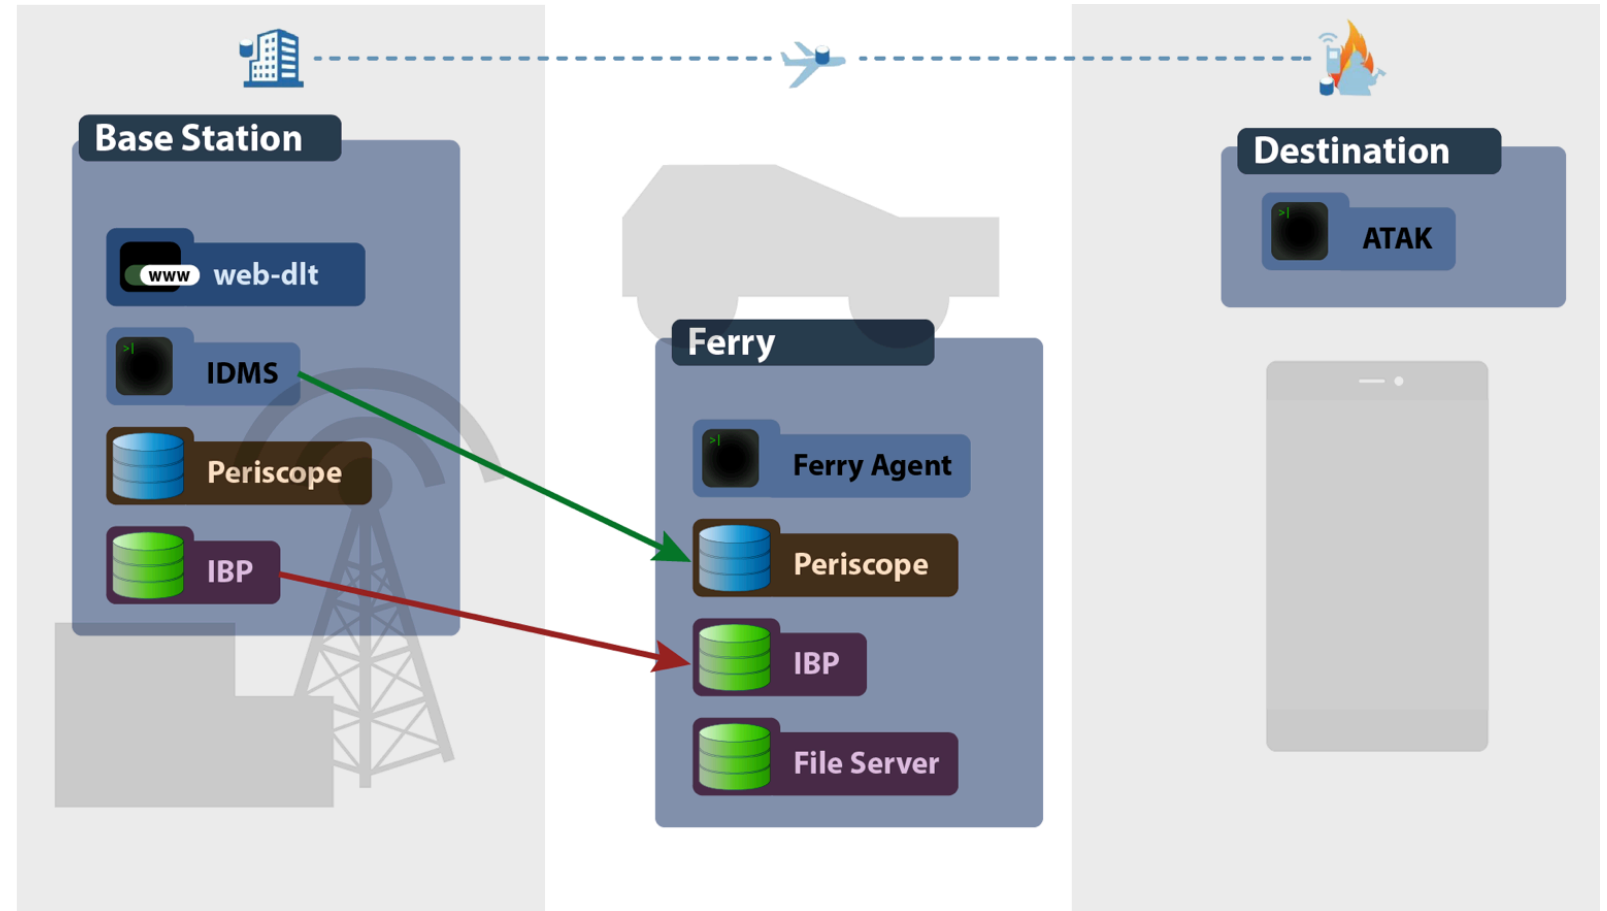 Base Station
www web-dlt
>| IDMS
Periscope
IBP
Ferry
>| Ferry Agent
Periscope
IBP
File Server
Destination
>| ATAK